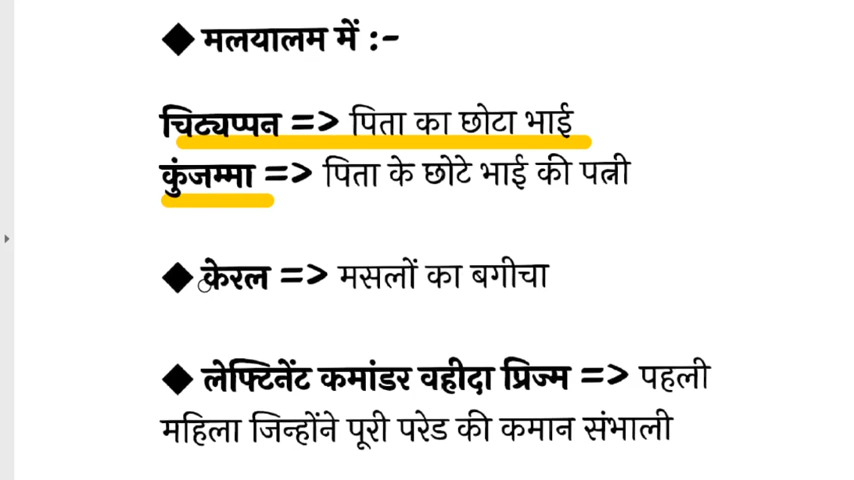 ◆ मलयालम में :-
चिट्यप्पन => पिता का छोटा भाई
कुंजम्मा => पिता के छोटे भाई की पत्नी
◆ केरल => मसलों का बगीचा
◆ लेफ्टिनेंट कमांडर वहीदा प्रिज्म => पहली
महिला जिन्होंने पूरी परेड की कमान संभाली